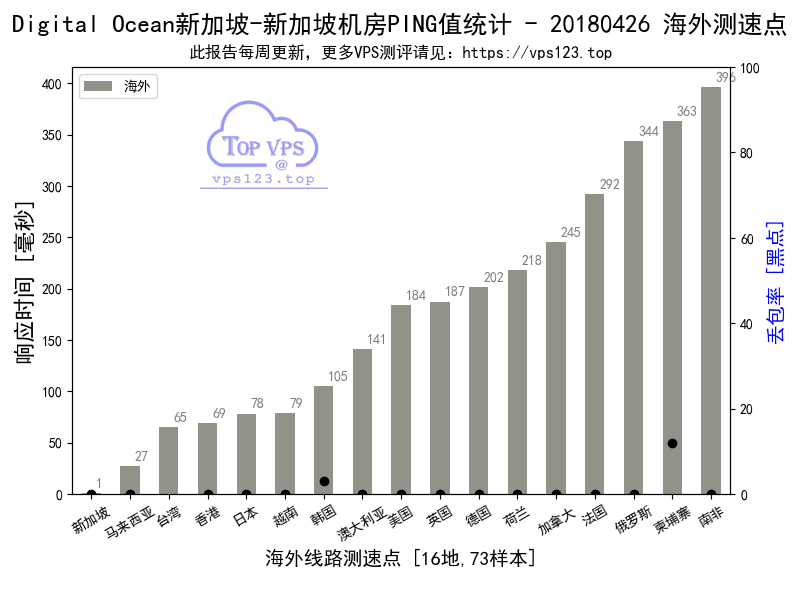 Digital Ocean新加坡-新加坡机房PING值统计 - 20180426 海外测速点
此报告每周更新，更多VPS测评请见：https://vps123.top
海外
TOP VPS
@
vps123.top
响应时间 [毫秒]
400
350
300
250
200
150
100
50
0
1
27
65
69
78
79
105
141
184
187
202
218
245
292
344
363
396
100
80
60
40
20
0
丢包率 [黑点]
新加坡
马来西亚
台湾
香港
日本
越南
韩国
澳大利亚
美国
英国
德国
荷兰
加拿大
法国
俄罗斯
柬埔寨
南非
海外线路测速点 [16地,73样本]